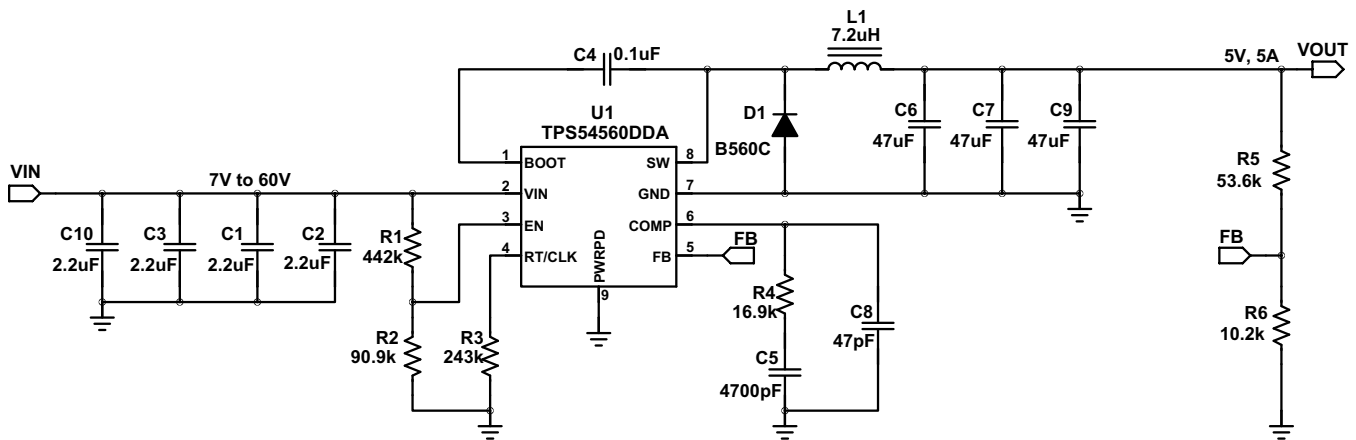 L1
7.2uH
C4 0.1uF
5V, 5A
VOUT
U1
TPS54560DDA
D1
B560C
C6
47uF
C7
47uF
C9
47uF
1 BOOT
SW 8
VIN
7V to 60V
2 VIN
GND 7
3 EN
COMP 6
4 RT/CLK
FB 5
PWRPD
9
FB
R5
53.6k
FB
C10
2.2uF
C3
2.2uF
C1
2.2uF
C2
2.2uF
R1
442k
R2
90.9k
R3
243k
R4
16.9k
C5
4700pF
C8
47pF
R6
10.2k